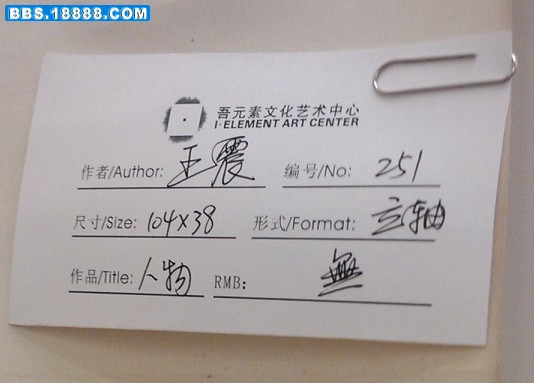 BBS.18888.COM
吾元素文化艺术中心
I·ELEMENT ART CENTER
作者/Author: 王震 编号/No: 251
尺寸/Size: 104X38 形式/Format: 立轴
作品/Title: 人物 RMB: 無